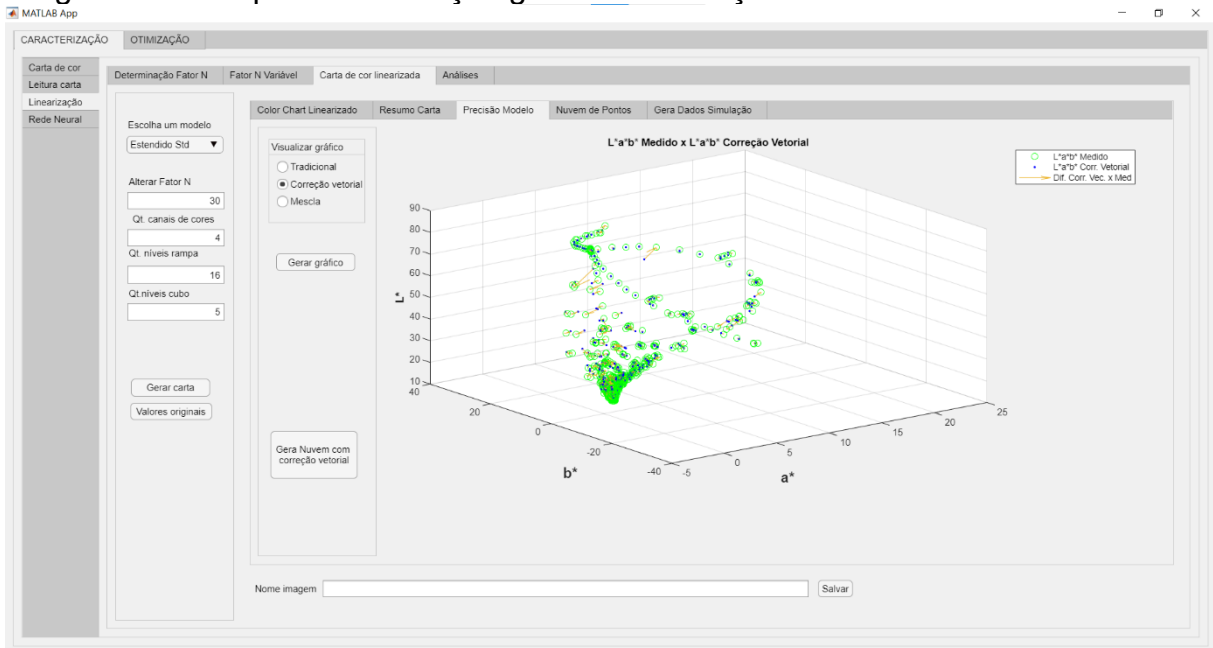 MATLAB App
CARACTERIZAÇÃO OTIMIZAÇÃO
Carta de cor
Leitura carta
Linearização
Rede Neural
Determinação Fator N Fator N Variável Carta de cor linearizada Análises
Escolha um modelo
Estendido Std
Alterar Fator N
30
Qt. canais de cores
4
Qt. níveis rampa
16
Qt.níveis cubo
5
Gerar carta
Valores originais
Color Chart Linearizado Resumo Carta Precisão Modelo Nuvem de Pontos Gera Dados Simulação
Visualizar gráfico
Tradicional
Correção vetorial
Mescla
Gerar gráfico
Gera Nuvem com
correção vetorial
L*a*b* Medido x L*a*b* Correção Vetorial
L*a*b* Medido
L*a*b* Corr. Vetorial
Dif. Corr. Vec. x Med
90
80
70
60
50
40
30
20
10
L*
40
20
0
-20
-40
b*
-5
0
5
10
15
20
25
a*
Nome imagem
Salvar